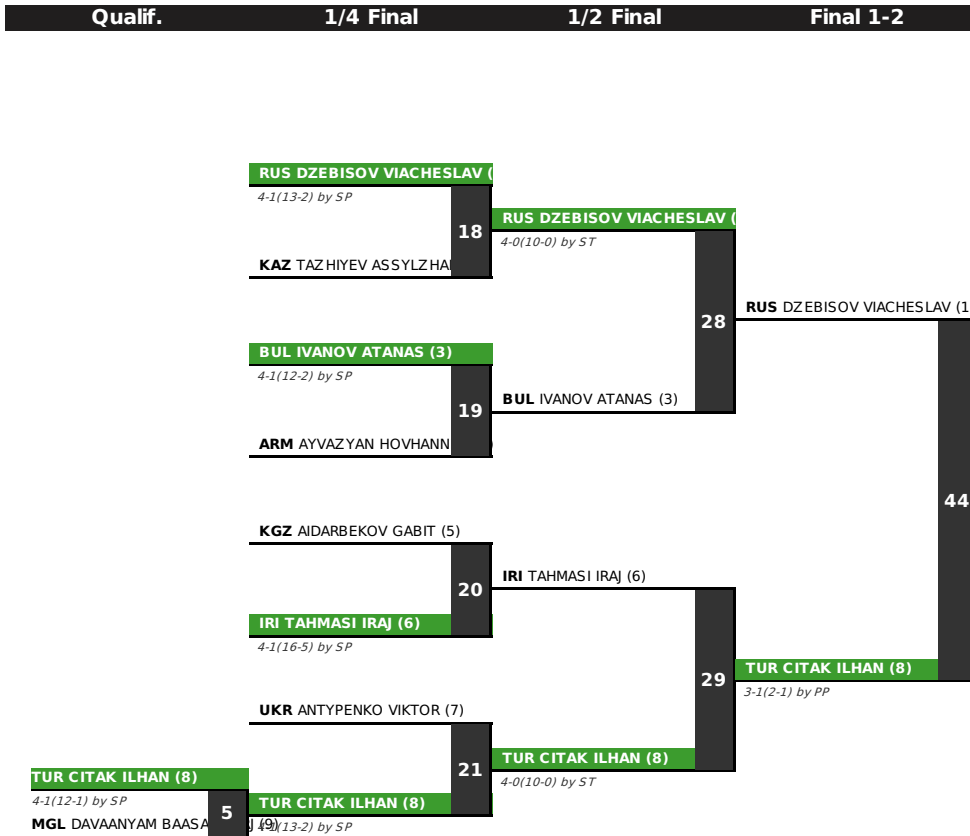 Qualif. 1/4 Final 1/2 Final Final 1-2
RUS DZEBISOV VIACHESLAV (
4-1(13-2) by SP
18
KAZ TAZHIYEV ASSYLZHA
RUS DZEBISOV VIACHESLAV (
4-0(10-0) by ST
28
RUS DZEBISOV VIACHESLAV (1
BUL IVANOV ATANAS (3)
4-1(12-2) by SP
19
ARM AYVAZYAN HOVHANN
BUL IVANOV ATANAS (3)
44
KGZ AIDARBEKOV GABIT (5)
20
IRI TAHMASI IRAJ (6)
4-1(16-5) by SP
IRI TAHMASI IRAJ (6)
29
TUR CITAK ILHAN (8)
3-1(2-1) by PP
UKR ANTYPENKO VIKTOR (7)
21
TUR CITAK ILHAN (8)
4-0(10-0) by ST
TUR CITAK ILHAN (8)
4-1(12-1) by SP
5
MGL DAVAANYAM BAASA J (9)
TUR CITAK ILHAN (8)
4-1(13-2) by SP